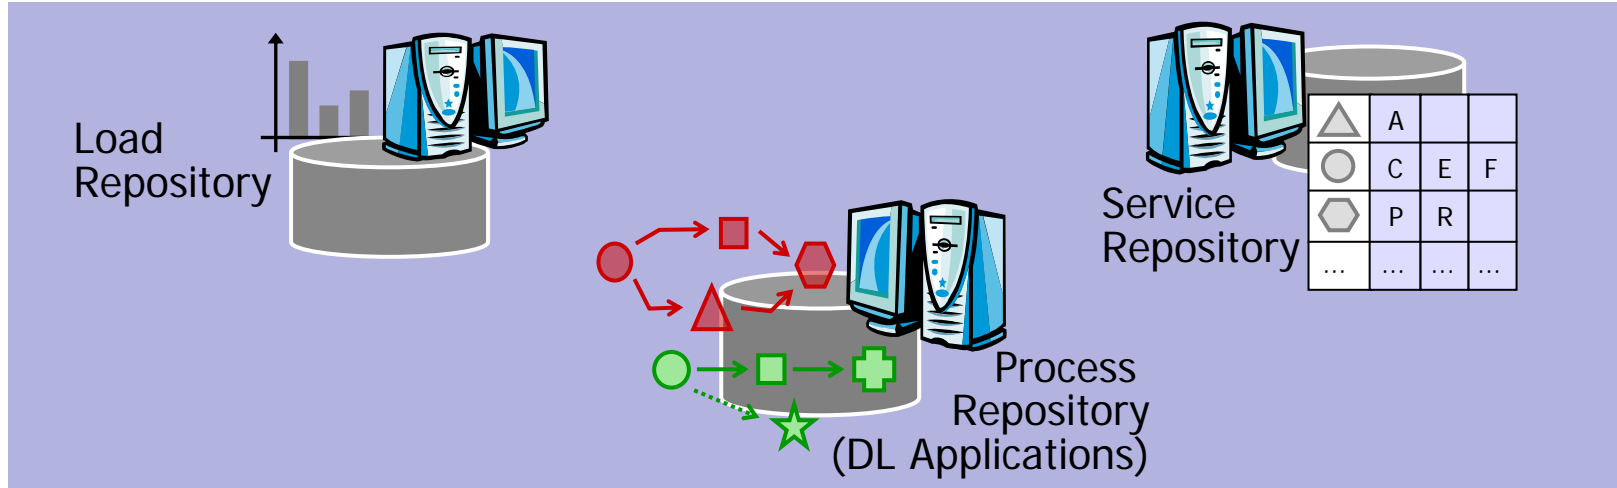 Load
Repository
Service
Repository
A
C E F
P R
... ... ... ...
Process
Repository
(DL Applications)